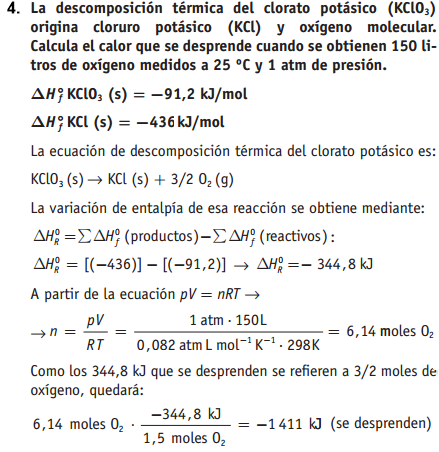 4. La descomposición térmica del clorato potásico (KClO₃)
origina cloruro potásico (KCl) y oxígeno molecular.
Calcula el calor que se desprende cuando se obtienen 150 li-
tros de oxígeno medidos a 25 °C y 1 atm de presión.
ΔH°f KClO₃ (s) = −91,2 kJ/mol
ΔH°f KCl (s) = −436 kJ/mol
La ecuación de descomposición térmica del clorato potásico es:
KClO₃ (s) → KCl (s) + 3/2 O₂ (g)
La variación de entalpía de esa reacción se obtiene mediante:
ΔH°R = ∑ ΔH°f (productos) − ∑ ΔH°f (reactivos) :
ΔH°R = [(−436)] − [(−91,2)] → ΔH°R = − 344,8 kJ
A partir de la ecuación pV = nRT →
→ n = pV / RT = 1 atm · 150L / 0,082 atm L mol⁻¹ K⁻¹ · 298K = 6,14 moles O₂
Como los 344,8 kJ que se desprenden se refieren a 3/2 moles de
oxígeno, quedará:
6,14 moles O₂ · −344,8 kJ / 1,5 moles O₂ = −1 411 kJ (se desprenden)